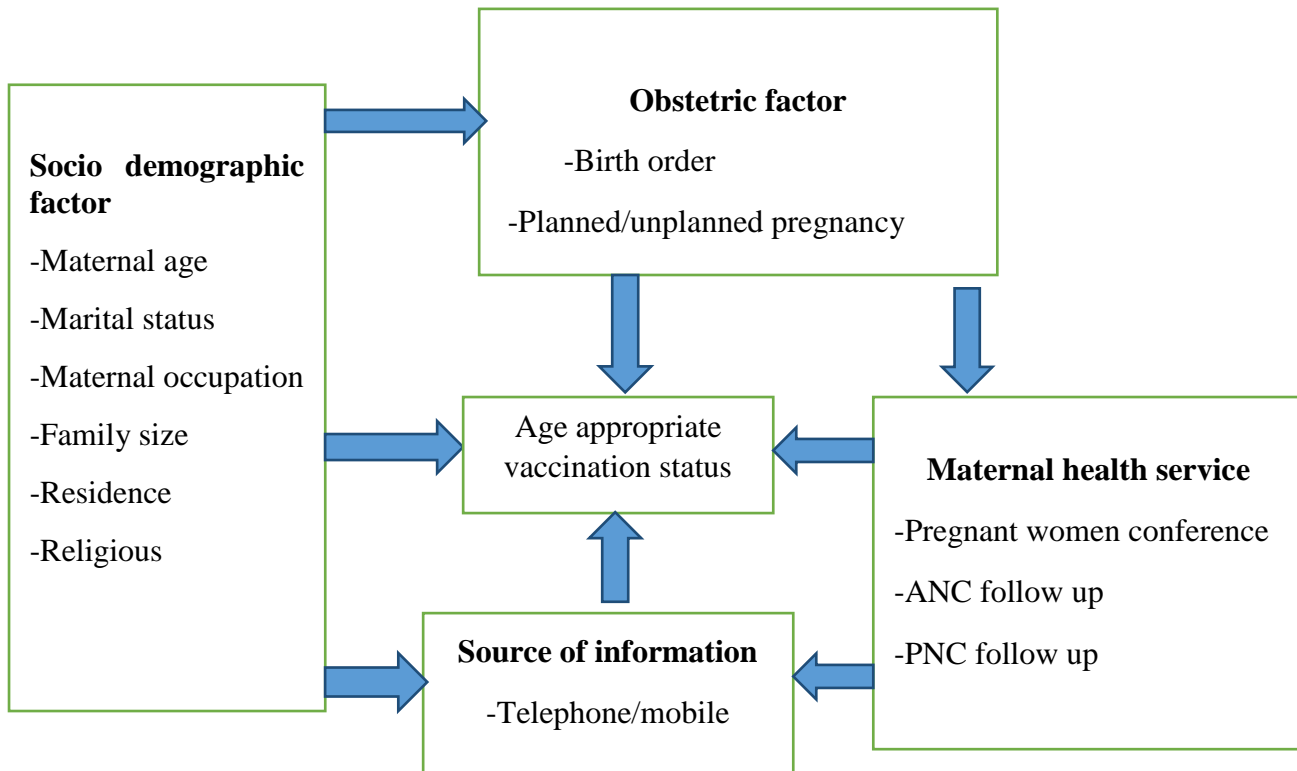 Socio demographic
factor
-Maternal age
-Marital status
-Maternal occupation
-Family size
-Residence
-Religious
Obstetric factor
-Birth order
-Planned/unplanned pregnancy
Age appropriate
vaccination status
Maternal health service
-Pregnant women conference
-ANC follow up
-PNC follow up
Source of information
-Telephone/mobile